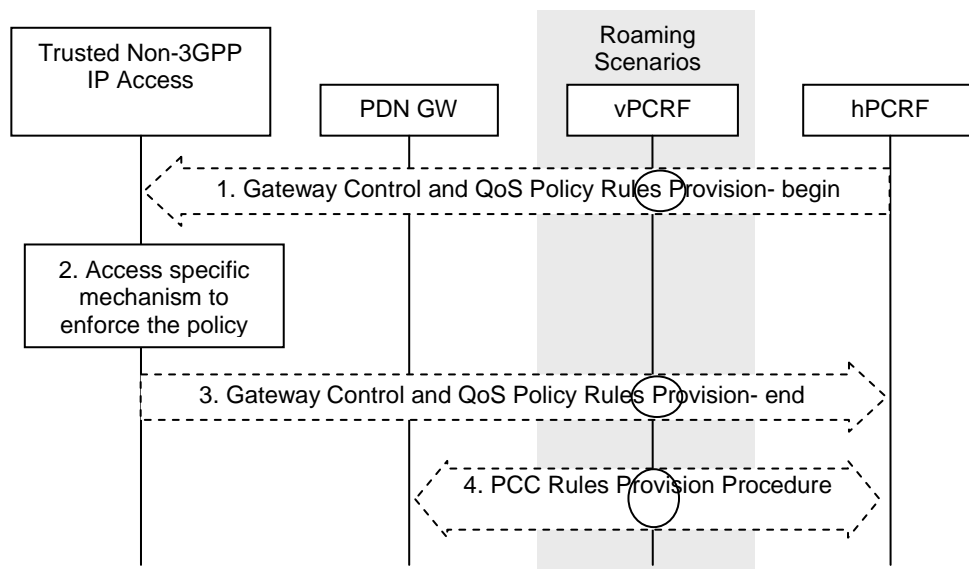 Roaming
Scenarios
Trusted Non-3GPP
IP Access
PDN GW
vPCRF
hPCRF
1. Gateway Control and QoS Policy Rules Provision- begin
2. Access specific
mechanism to
enforce the policy
3. Gateway Control and QoS Policy Rules Provision- end
4. PCC Rules Provision Procedure